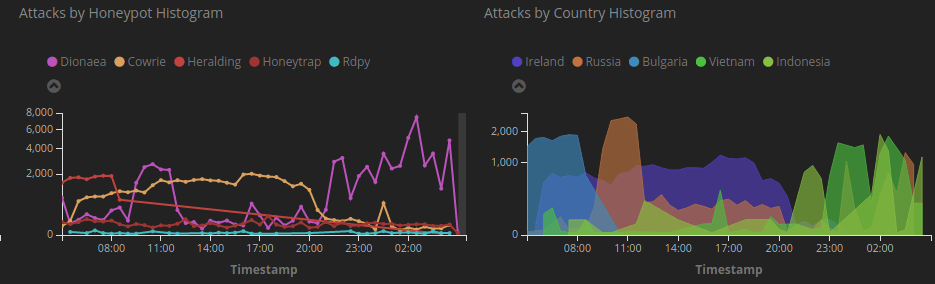 Attacks by Honeypot Histogram
Dionaea Cowrie Heralding Honeytrap Rdpy
8,000
6,000
4,000
2,000
0
08:00 11:00 14:00 17:00 20:00 23:00 02:00
Timestamp
Attacks by Country Histogram
Ireland Russia Bulgaria Vietnam Indonesia
2,000
1,000
0
08:00 11:00 14:00 17:00 20:00 23:00 02:00
Timestamp